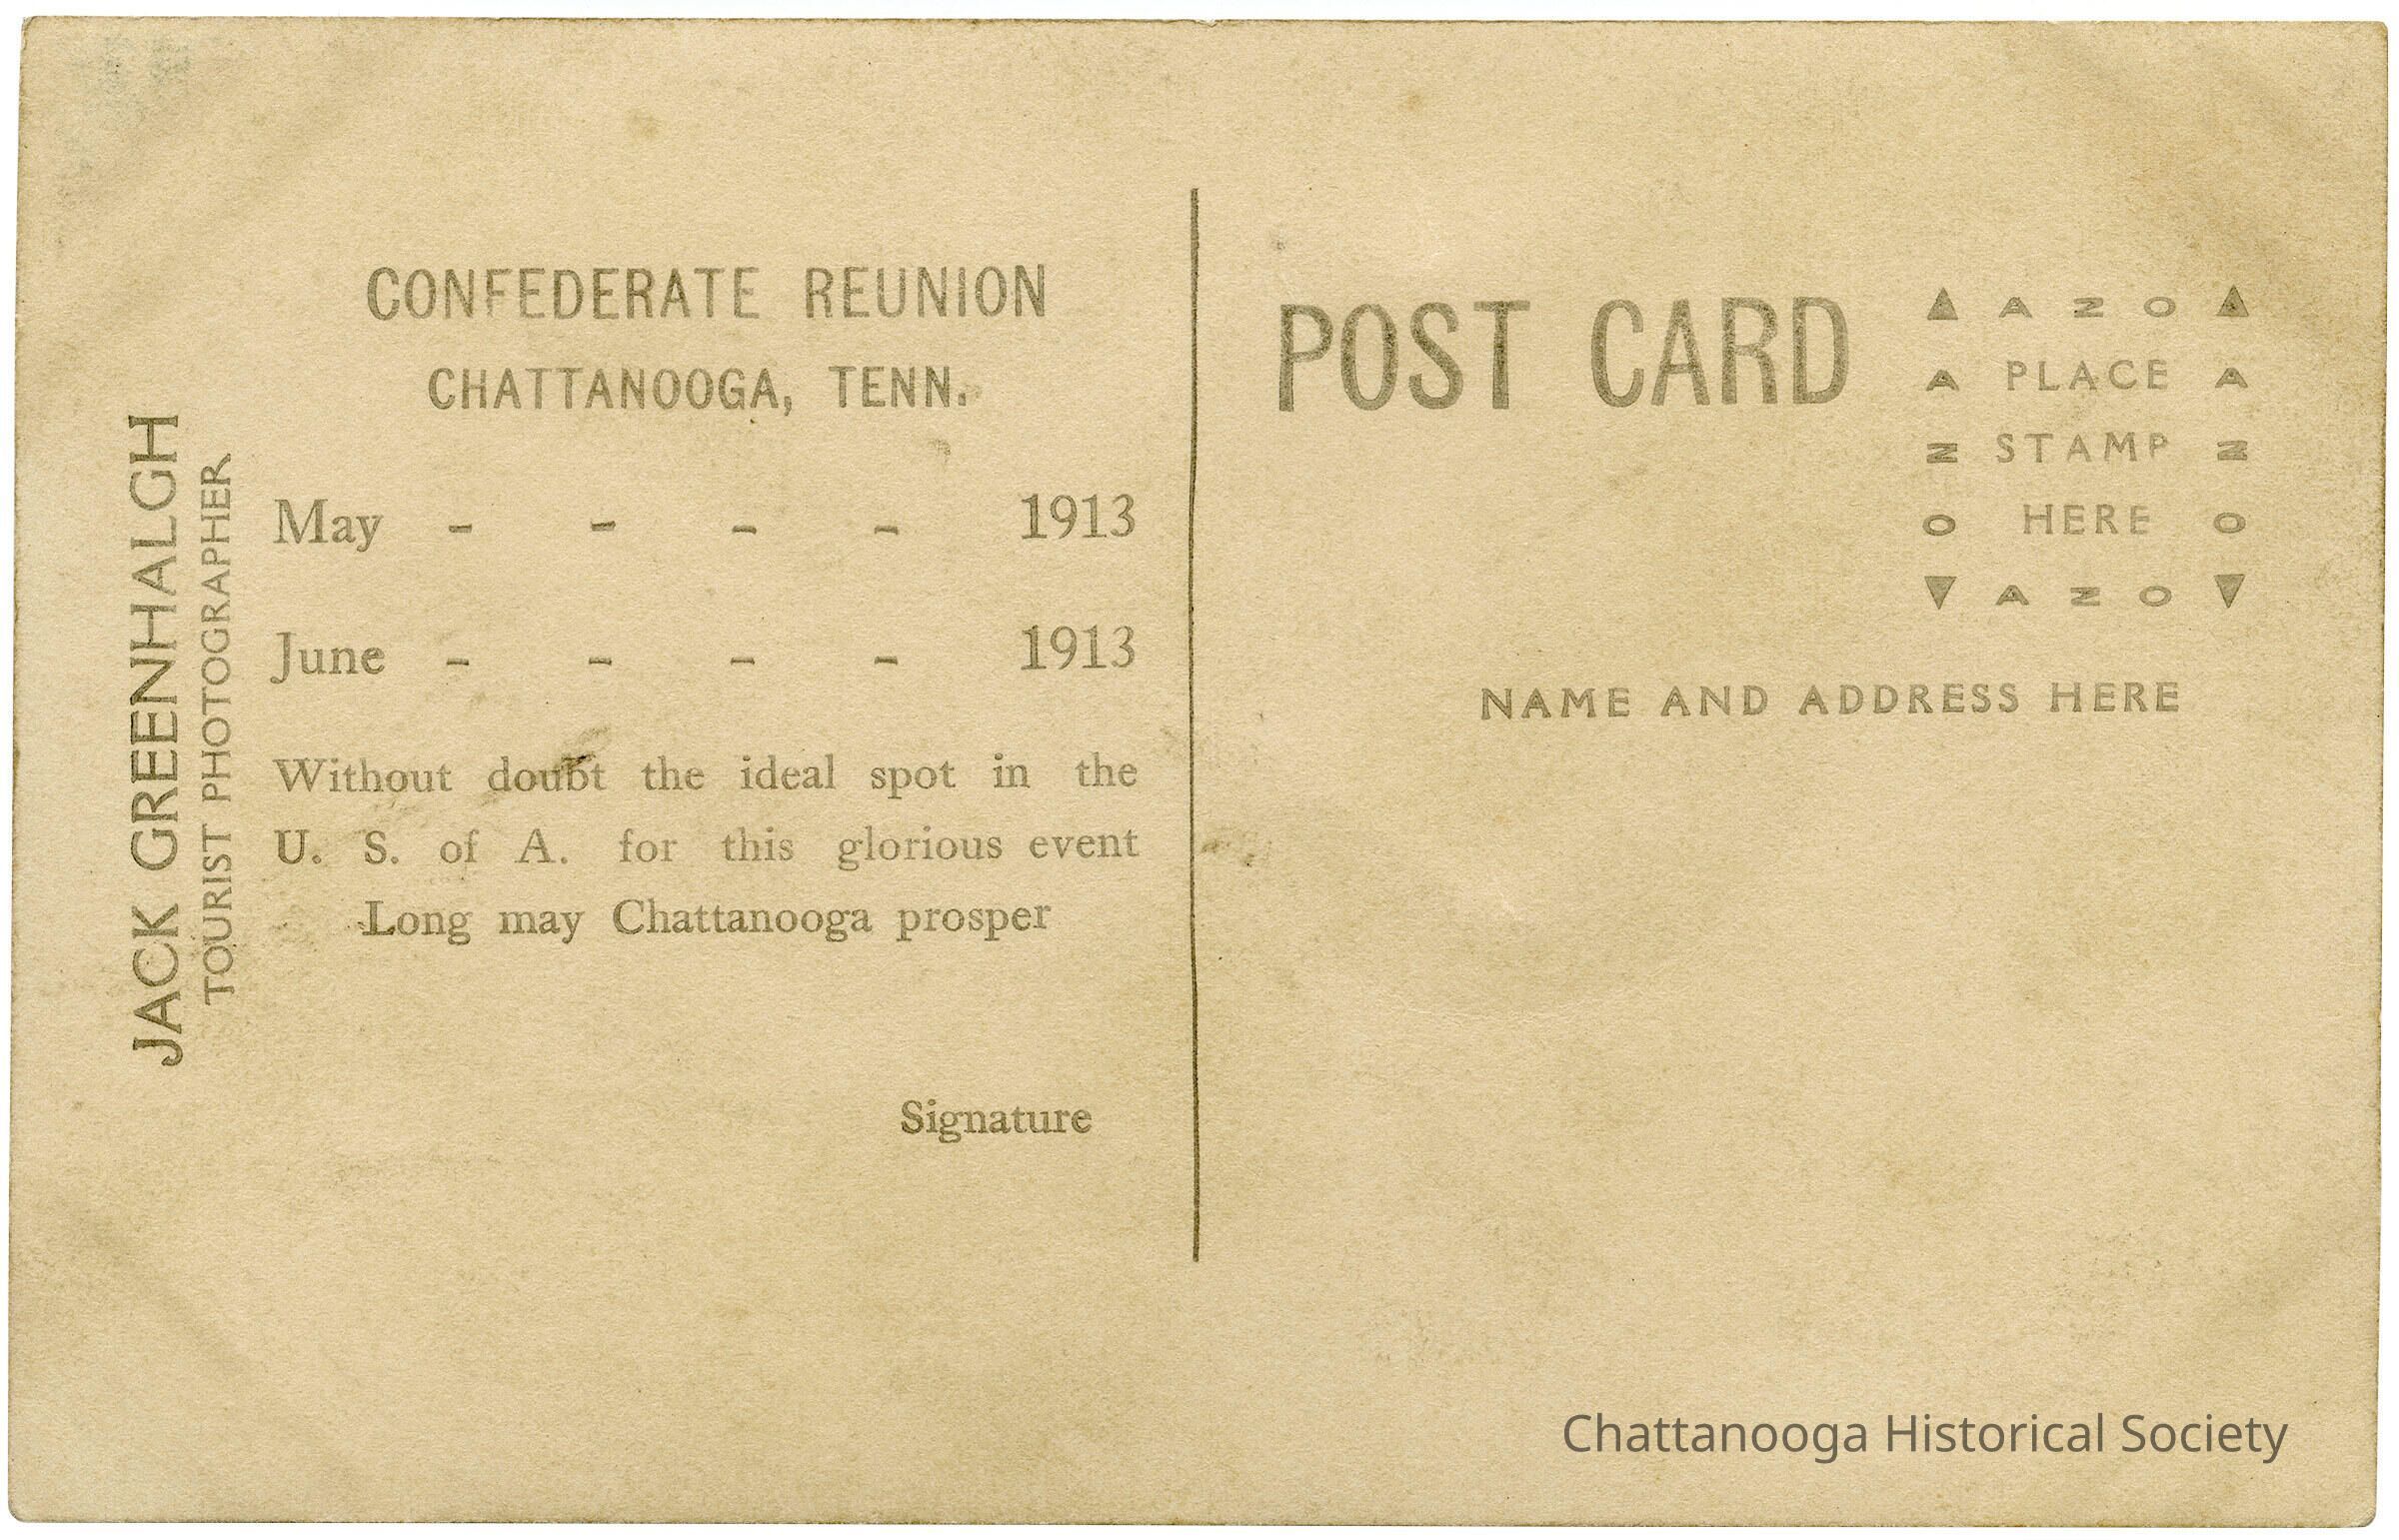 JACK GREENHALGH
TOURIST PHOTOGRAPHER
CONFEDERATE REUNION
CHATTANOOGA, TENN.
May - - - - 1913
June - - - - 1913
Without doubt the ideal spot in the
U. S. of A. for this glorious event
Long may Chattanooga prosper
Signature
POST CARD
▲ A N O ▲
A PLACE A
N STAMP N
O HERE O
▼ A N O ▼
NAME AND ADDRESS HERE
Chattanooga Historical Society